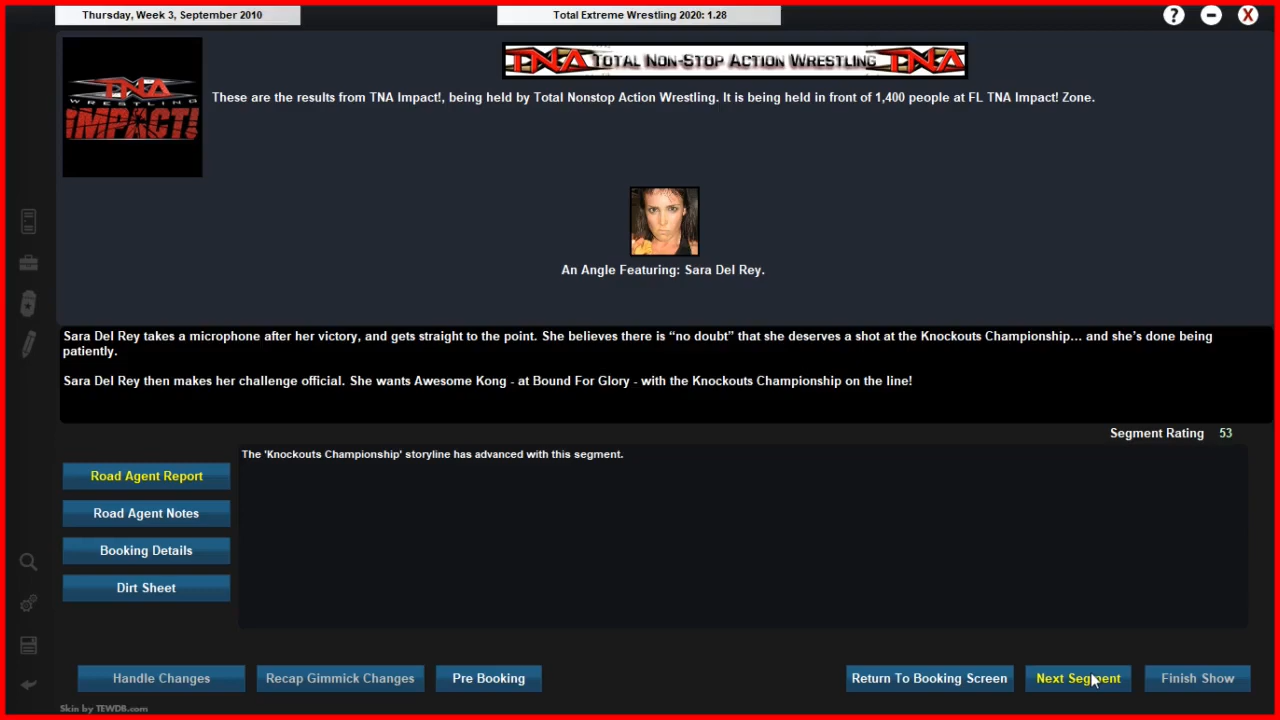 Thursday, Week 3, September 2010
Total Extreme Wrestling 2020: 1.28
?
X
TNA
WRESTLING
IMPACT!
TNA TOTAL NON-STOP ACTION WRESTLING TNA
These are the results from TNA Impact!, being held by Total Nonstop Action Wrestling. It is being held in front of 1,400 people at FL TNA Impact! Zone.
An Angle Featuring: Sara Del Rey.
Sara Del Rey takes a microphone after her victory, and gets straight to the point. She believes there is “no doubt” that she deserves a shot at the Knockouts Championship… and she’s done being
patiently.
Sara Del Rey then makes her challenge official. She wants Awesome Kong - at Bound For Glory - with the Knockouts Championship on the line!
Segment Rating 53
Road Agent Report
The 'Knockouts Championship' storyline has advanced with this segment.
Road Agent Notes
Booking Details
Dirt Sheet
Handle Changes
Recap Gimmick Changes
Pre Booking
Return To Booking Screen
Next Segment
Finish Show
Skin by TEWDB.com